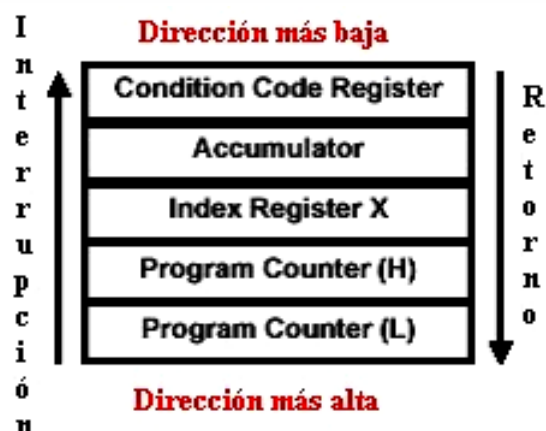 Dirección más baja
Interrupción
Condition Code Register
Accumulator
Index Register X
Program Counter (H)
Program Counter (L)
Retorno
Dirección más alta